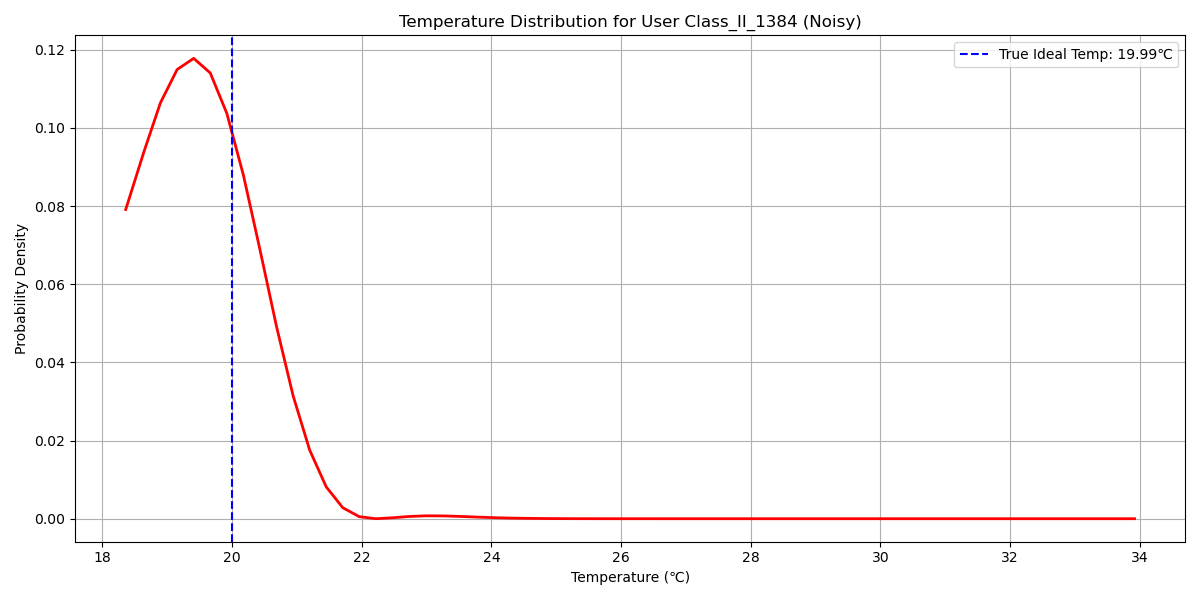 Temperature Distribution for User Class_II_1384 (Noisy)
True Ideal Temp: 19.99℃
0.12
0.10
0.08
0.06
0.04
0.02
0.00
Probability Density
18 20 22 24 26 28 30 32 34
Temperature (℃)